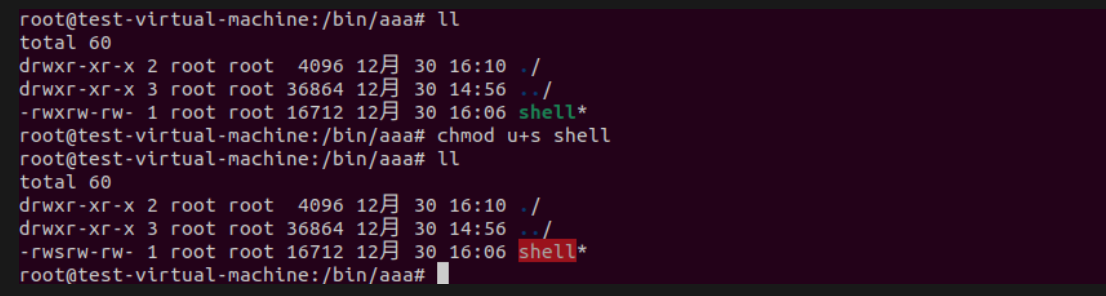 root@test-virtual-machine:/bin/aaa# ll
total 60
drwxr-xr-x 2 root root  4096 12月 30 16:10 ./
drwxr-xr-x 3 root root 36864 12月 30 14:56 ../
-rwxrw-rw- 1 root root 16712 12月 30 16:06 shell*
root@test-virtual-machine:/bin/aaa# chmod u+s shell
root@test-virtual-machine:/bin/aaa# ll
total 60
drwxr-xr-x 2 root root  4096 12月 30 16:10 ./
drwxr-xr-x 3 root root 36864 12月 30 14:56 ../
-rwsrw-rw- 1 root root 16712 12月 30 16:06 shell*
root@test-virtual-machine:/bin/aaa#